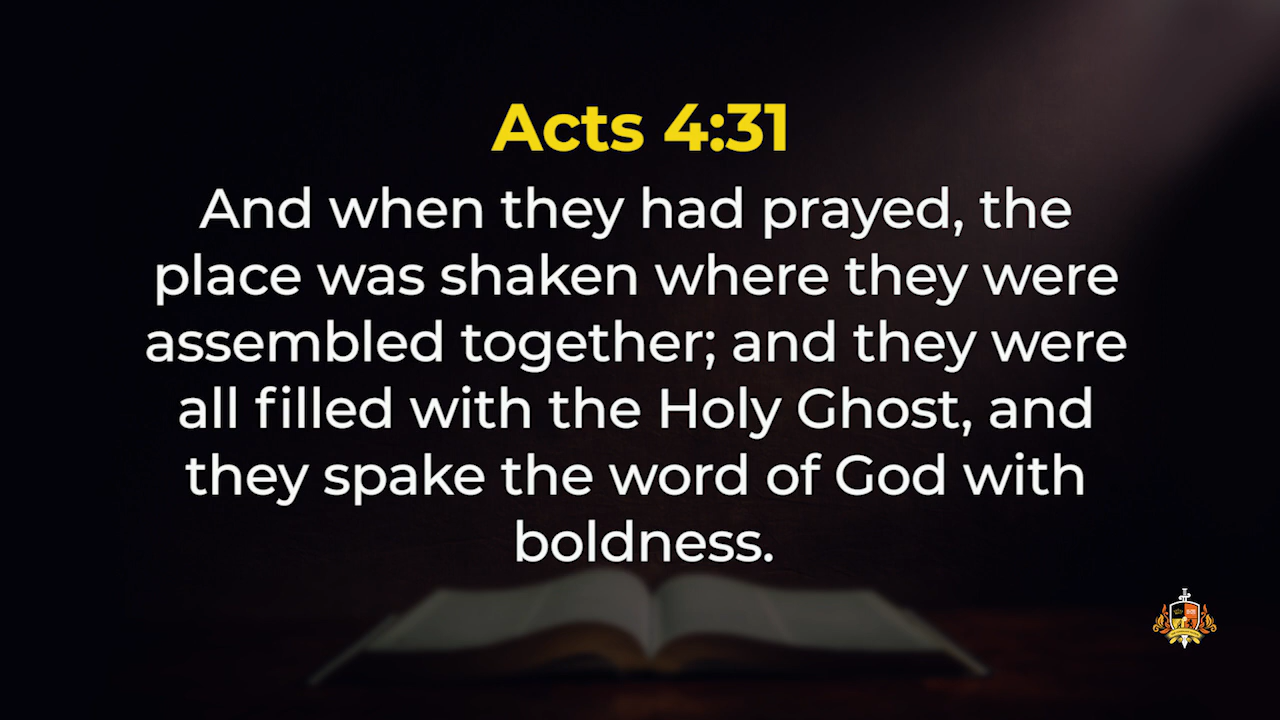 Acts 4:31
And when they had prayed, the
place was shaken where they were
assembled together; and they were
all filled with the Holy Ghost, and
they spake the word of God with
boldness.